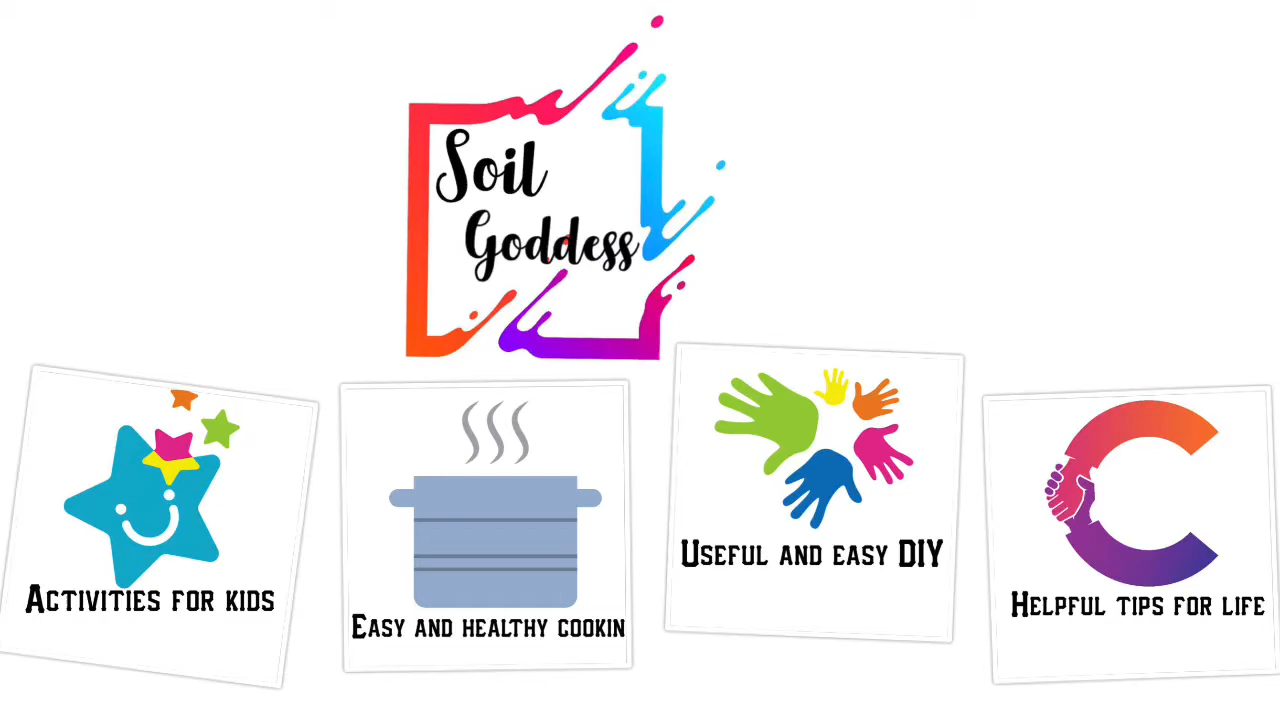 Soil
Goddess
Activities for kids
Easy and healthy cookin
Useful and easy DIY
Helpful tips for life